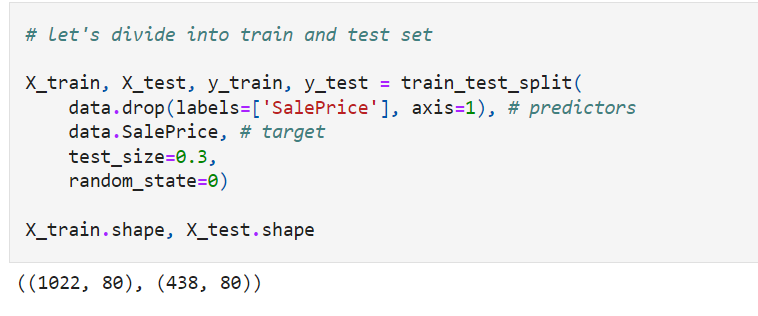 # let's divide into train and test set
X_train, X_test, y_train, y_test = train_test_split(
    data.drop(labels=['SalePrice'], axis=1), # predictors
    data.SalePrice, # target
    test_size=0.3,
    random_state=0)
X_train.shape, X_test.shape
((1022, 80), (438, 80))